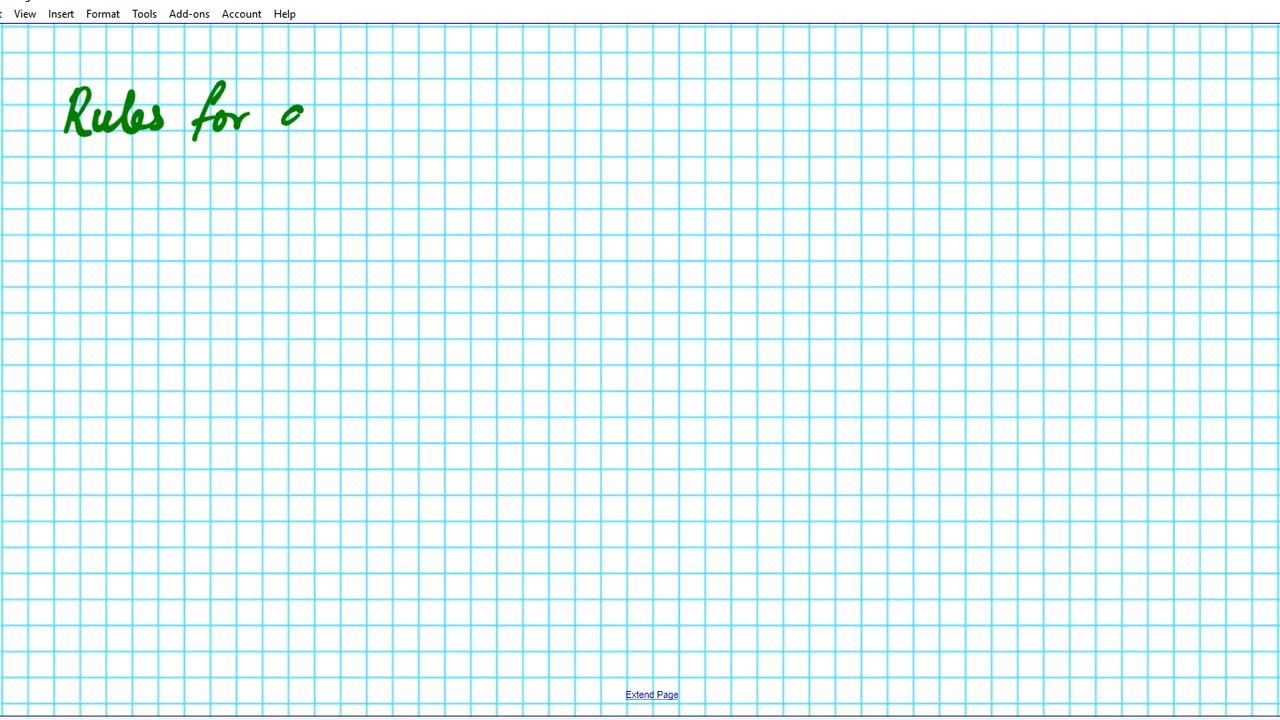 View Insert Format Tools Add-ons Account Help
Rules for
Extend Page